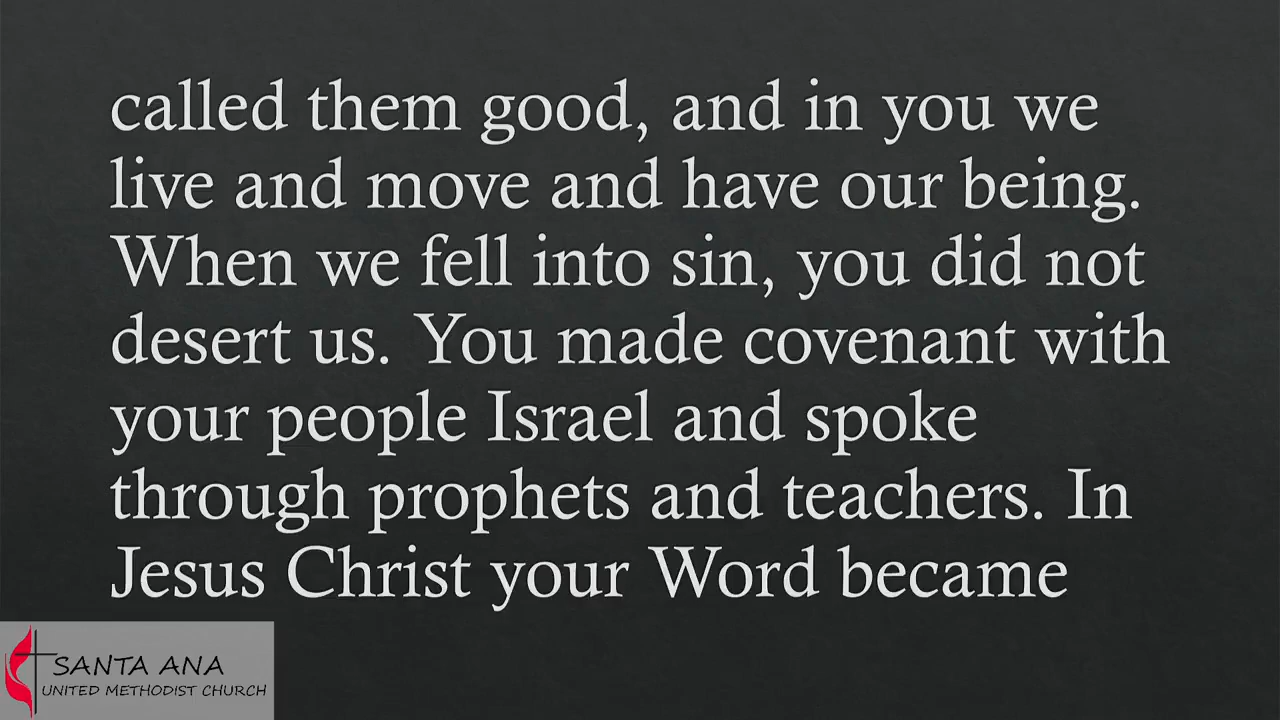 called them good, and in you we
live and move and have our being.
When we fell into sin, you did not
desert us. You made covenant with
your people Israel and spoke
through prophets and teachers. In
Jesus Christ your Word became
SANTA ANA
UNITED METHODIST CHURCH